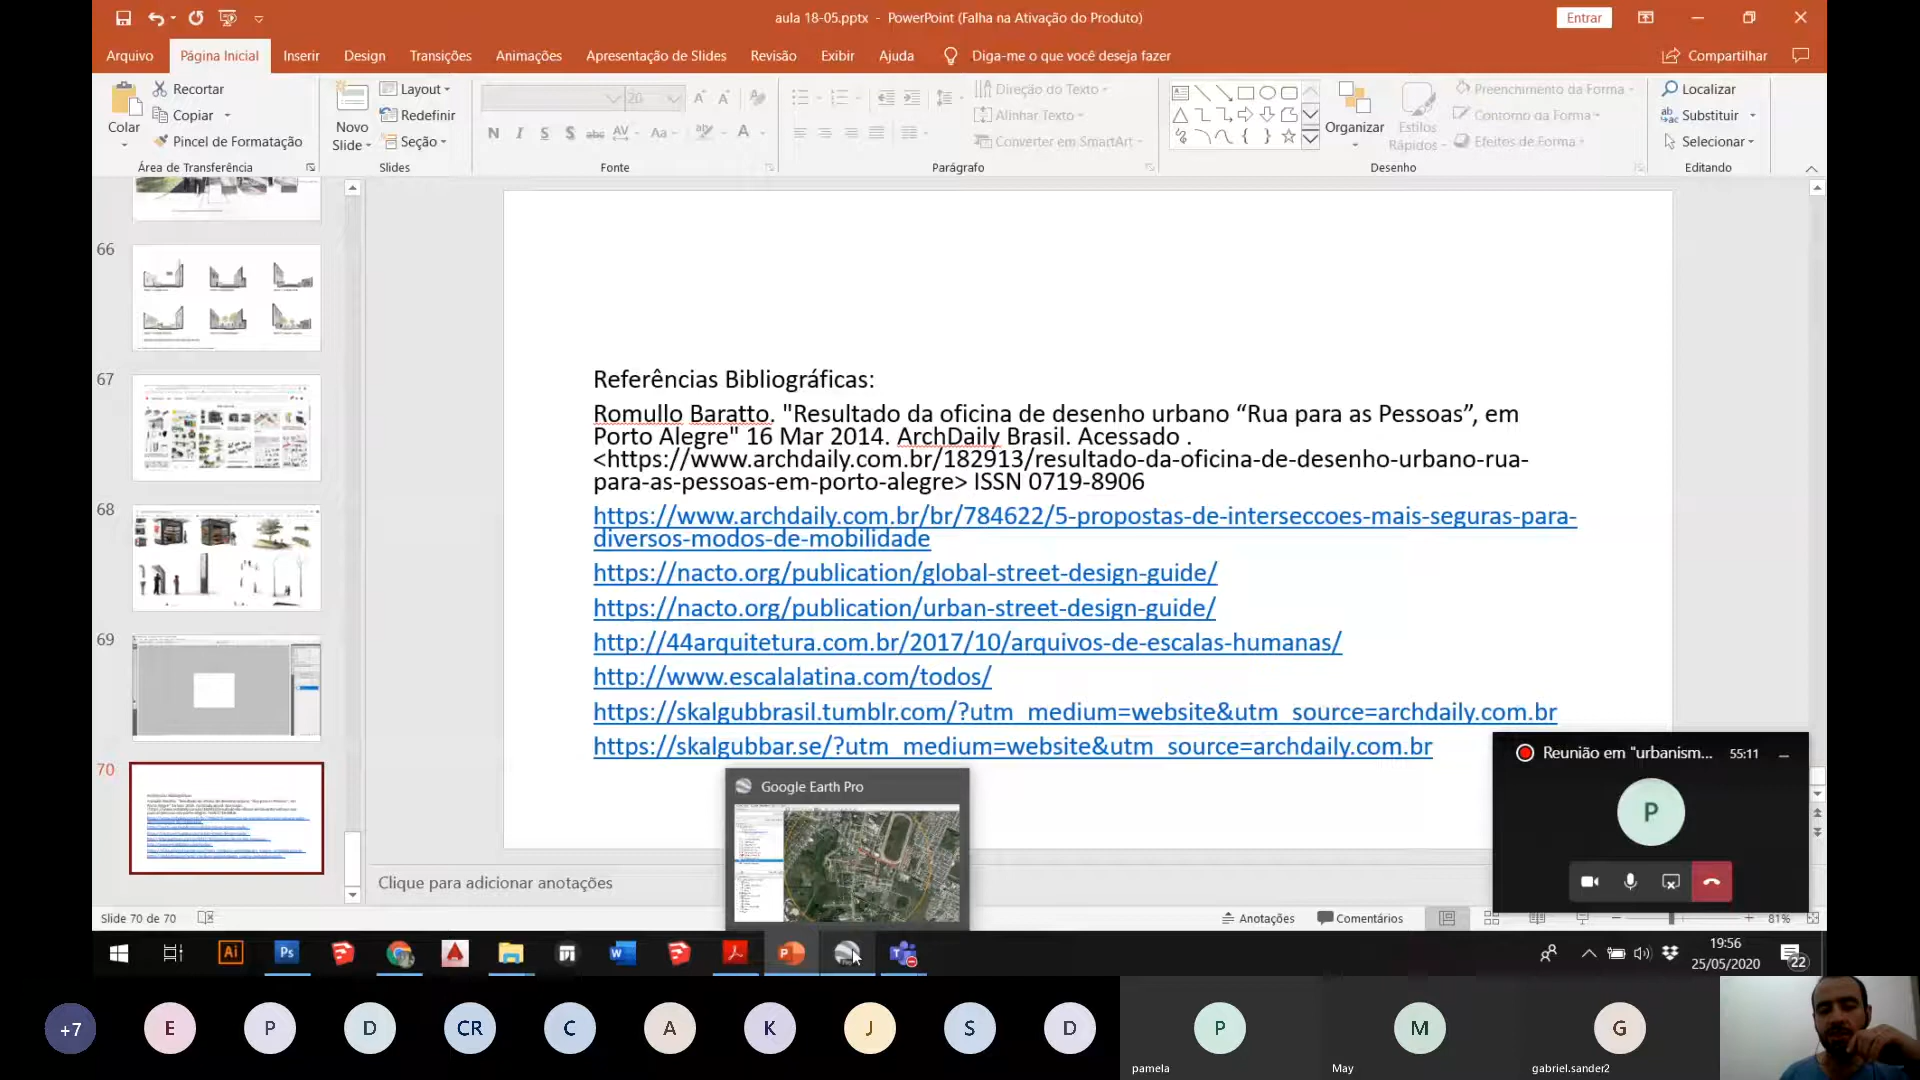 aula 18-05.pptx - PowerPoint (Falha na Ativação do Produto)
Entrar
Arquivo
Página Inicial
Inserir
Design
Transições
Animações
Apresentação de Slides
Revisão
Exibir
Ajuda
Diga-me o que você deseja fazer
Compartilhar
Colar
Recortar
Copiar
Pincel de Formatação
Área de Transferência
Novo
Slide
Layout
Redefinir
Seção
Slides
20
N I S S abc AV Aa A
Fonte
Direção do Texto
Alinhar Texto
Converter em SmartArt
Parágrafo
Organizar
Estilos
Rápidos
Preenchimento da Forma
Contorno da Forma
Efeitos de Forma
Desenho
Localizar
Substituir
Selecionar
Editando
66
67
68
69
70
Referências Bibliográficas:
Romullo Baratto. "Resultado da oficina de desenho urbano “Rua para as Pessoas”, em
Porto Alegre" 16 Mar 2014. ArchDaily Brasil. Acessado .
<https://www.archdaily.com.br/182913/resultado-da-oficina-de-desenho-urbano-rua-
para-as-pessoas-em-porto-alegre> ISSN 0719-8906
https://www.archdaily.com.br/br/784622/5-propostas-de-interseccoes-mais-seguras-para-
diversos-modos-de-mobilidade
https://nacto.org/publication/global-street-design-guide/
https://nacto.org/publication/urban-street-design-guide/
http://44arquitetura.com.br/2017/10/arquivos-de-escalas-humanas/
http://www.escalalatina.com/todos/
https://skalgubbrasil.tumblr.com/?utm_medium=website&utm_source=archdaily.com.br
https://skalgubbar.se/?utm_medium=website&utm_source=archdaily.com.br
Google Earth Pro
Reunião em "urbanism... 55:11
P
Clique para adicionar anotações
Slide 70 de 70
Anotações
Comentários
81%
Ai
Ps
19:56
25/05/2020
22
+7
E
P
D
CR
C
A
K
J
S
D
P
M
G
pamela
May
gabriel.sander2